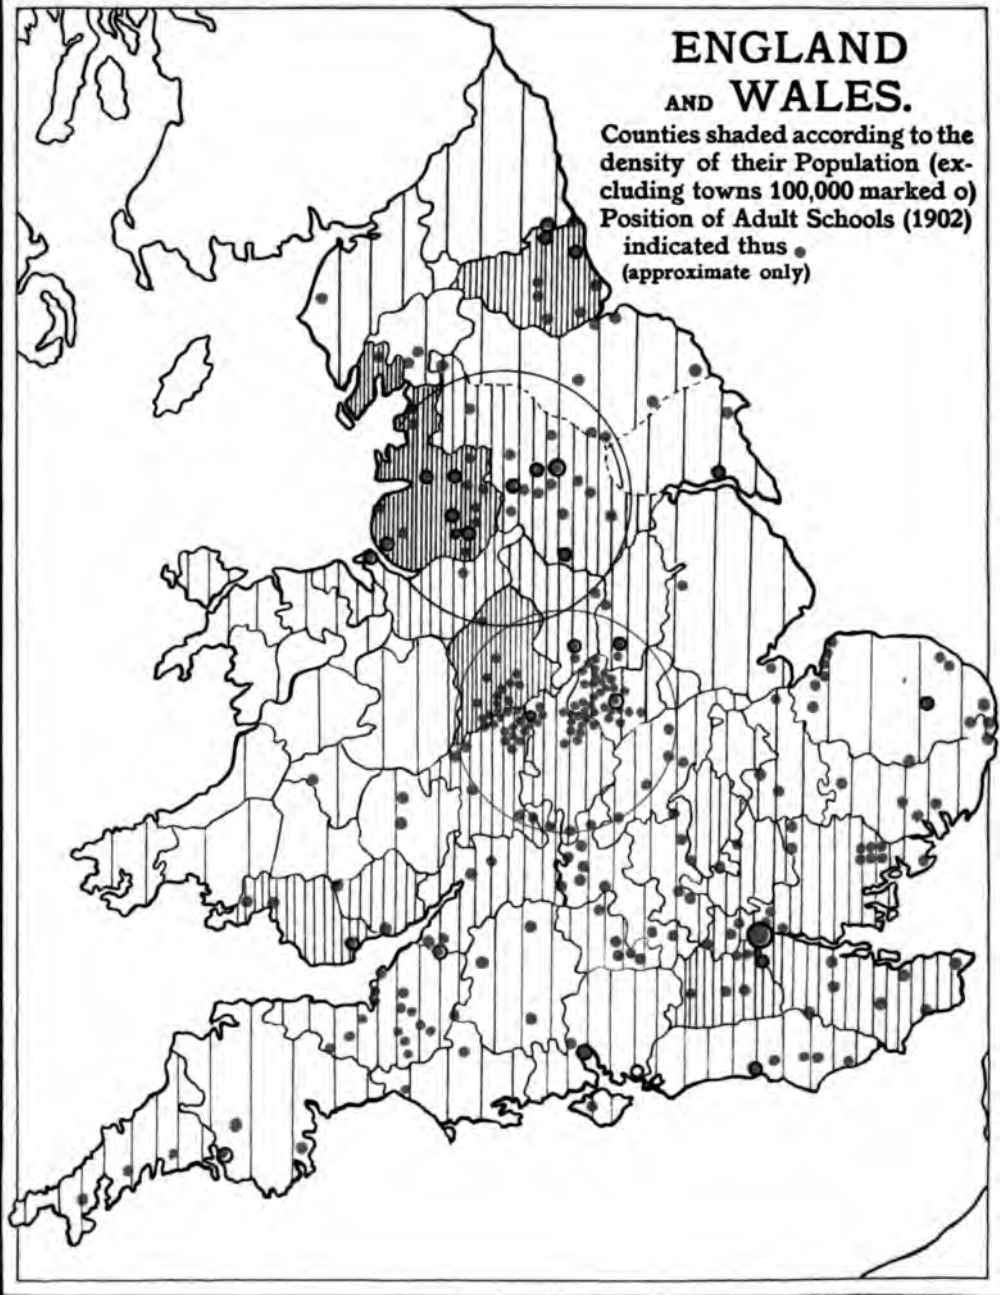 ENGLAND
AND WALES.
Counties shaded according to the
density of their Population (ex-
cluding towns 100,000 marked o)
Position of Adult Schools (1902)
indicated thus
(approximate only)